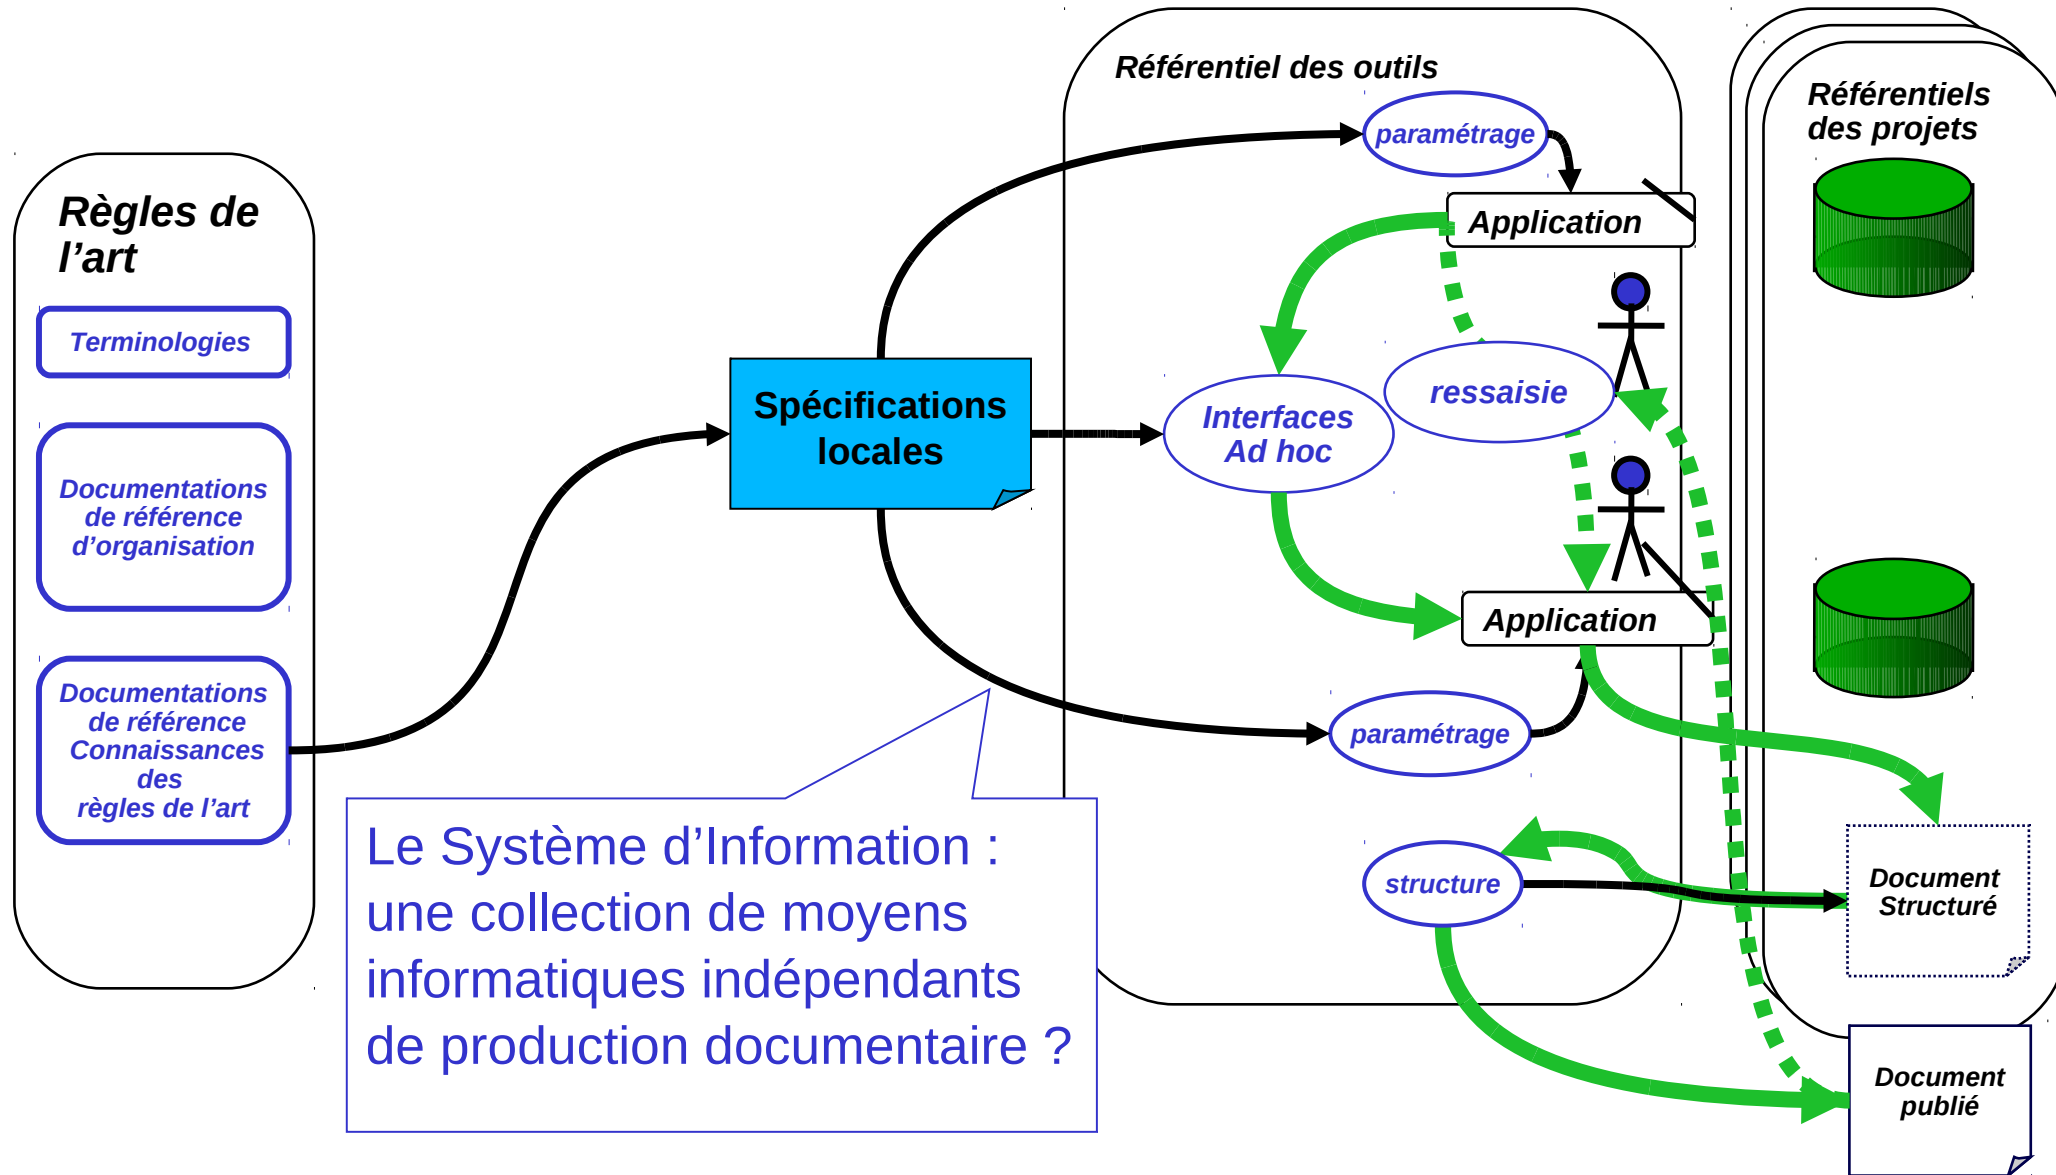 Règles de
l’art
Terminologies
Documentations
de référence
d’organisation
Documentations
de référence
Connaissances
des
règles de l’art
Spécifications
locales
Le Système d’Information :
une collection de moyens
informatiques indépendants
de production documentaire ?
Référentiel des outils
paramétrage
Application
ressaisie
Interfaces
Ad hoc
Application
paramétrage
structure
Référentiels
des projets
Document
Structuré
Document
publié